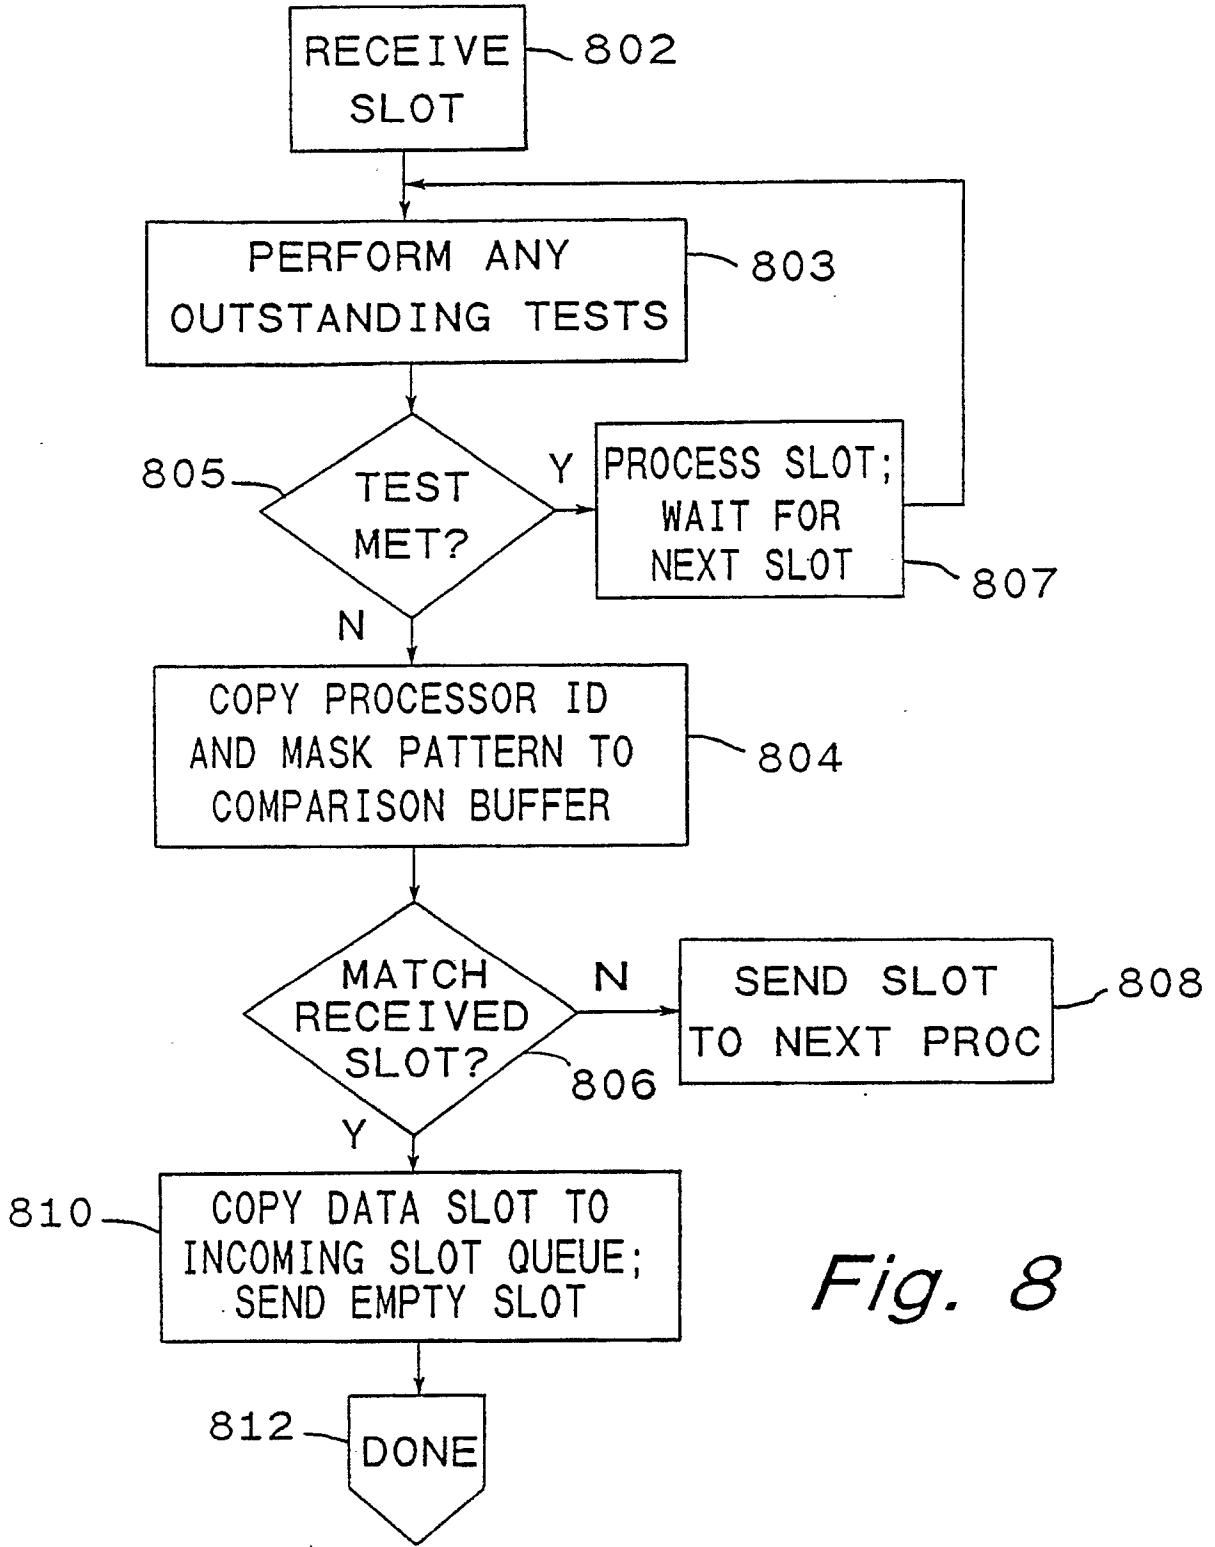 RECEIVE
SLOT
802
PERFORM ANY
OUTSTANDING TESTS
803
805
TEST
MET?
Y
PROCESS SLOT;
WAIT FOR
NEXT SLOT
807
N
COPY PROCESSOR ID
AND MASK PATTERN TO
COMPARISON BUFFER
804
MATCH
RECEIVED
SLOT?
806
N
SEND SLOT
TO NEXT PROC
808
Y
810
COPY DATA SLOT TO
INCOMING SLOT QUEUE;
SEND EMPTY SLOT
812
DONE
Fig. 8